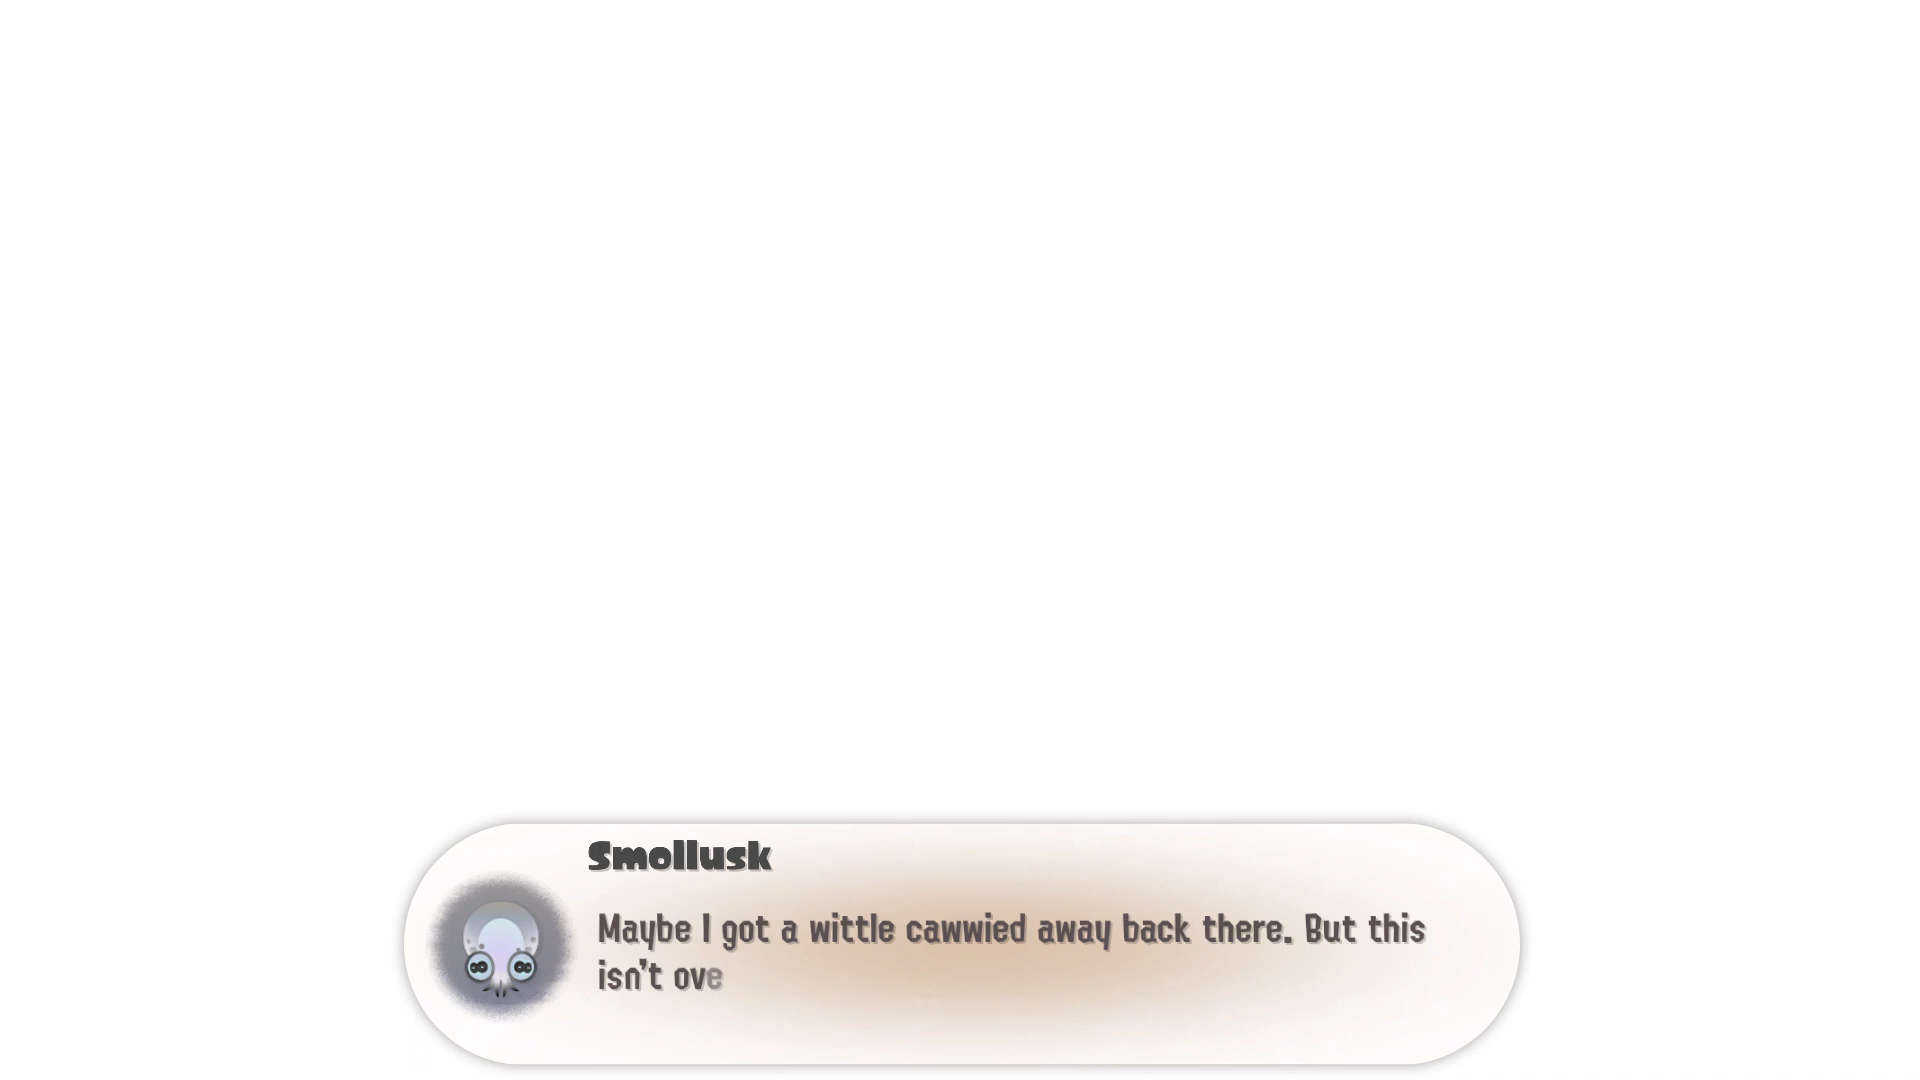 Smollusk
Maybe I got a wittle cawwied away back there. But this
isn't ove